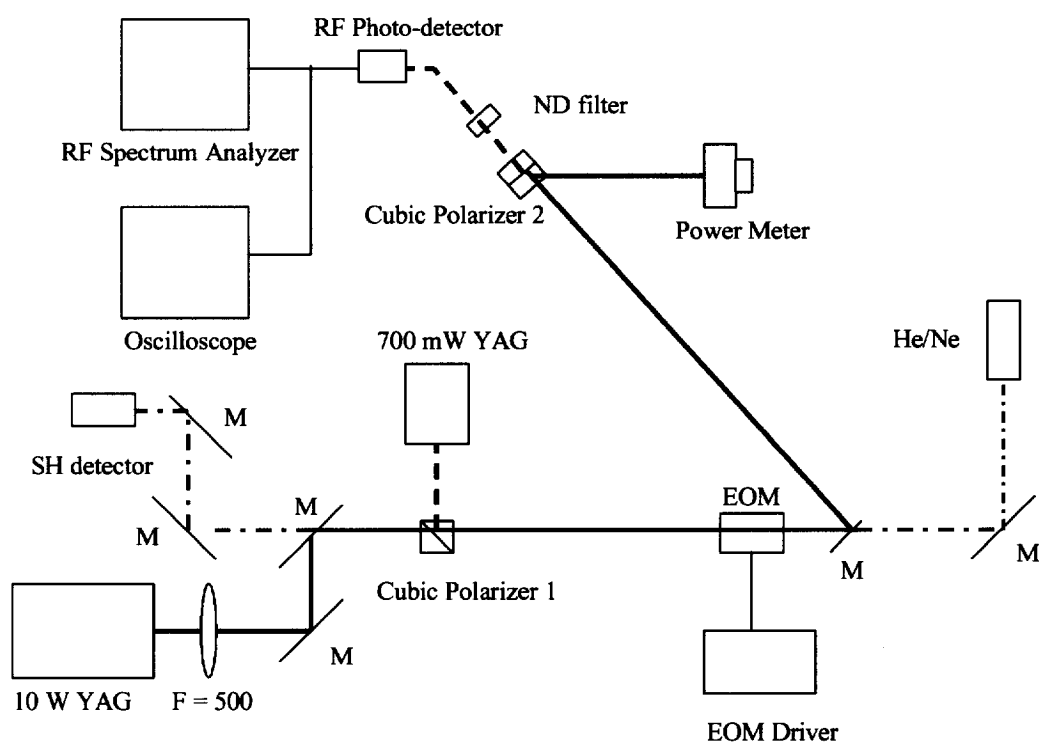 RF Photo-detector
ND filter
RF Spectrum Analyzer
Cubic Polarizer 2
Power Meter
Oscilloscope
700 mW YAG
He/Ne
M
SH detector
EOM
M
M
M
M
Cubic Polarizer 1
M
10 W YAG
F = 500
EOM Driver